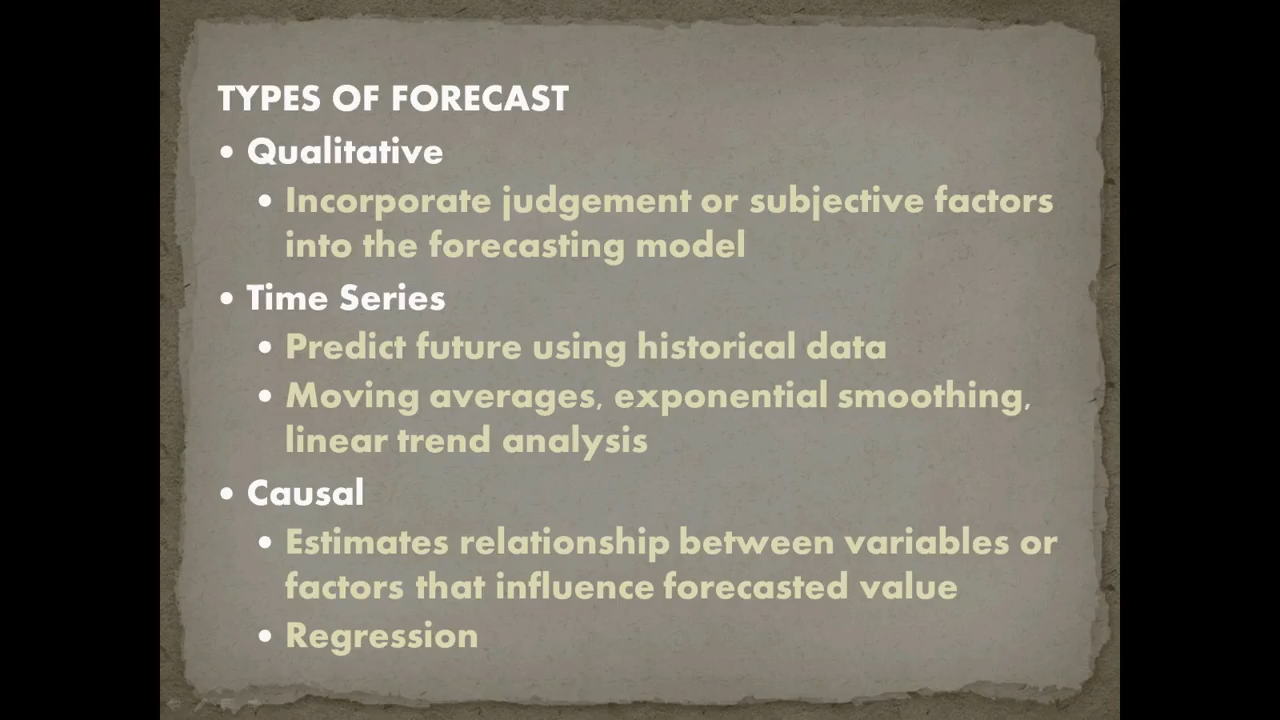 TYPES OF FORECAST
• Qualitative
• Incorporate judgement or subjective factors
into the forecasting model
• Time Series
• Predict future using historical data
• Moving averages, exponential smoothing,
linear trend analysis
• Causal
• Estimates relationship between variables or
factors that influence forecasted value
• Regression